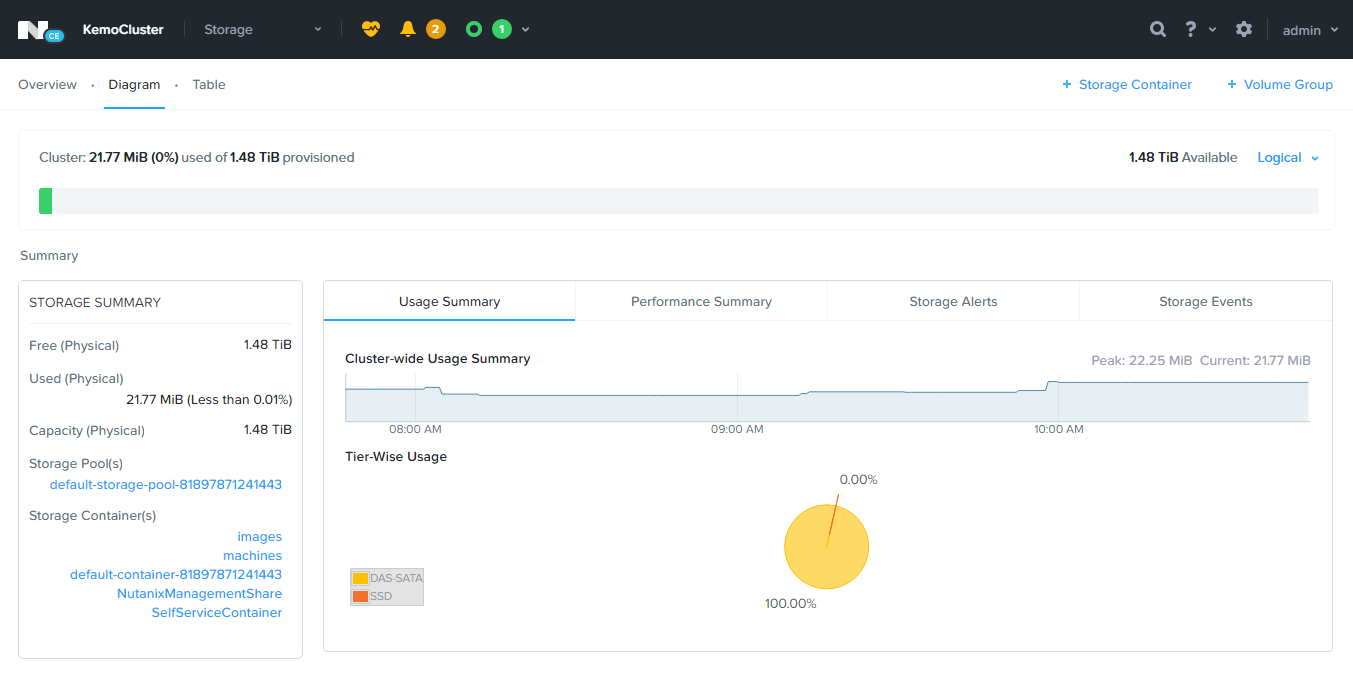 N CE KemoCluster Storage 2 1 ? admin
Overview · Diagram · Table + Storage Container + Volume Group
Cluster: 21.77 MiB (0%) used of 1.48 TiB provisioned 1.48 TiB Available Logical
Summary
STORAGE SUMMARY
Free (Physical) 1.48 TiB
Used (Physical)
21.77 MiB (Less than 0.01%)
Capacity (Physical) 1.48 TiB
Storage Pool(s)
default-storage-pool-81897871241443
Storage Container(s)
images
machines
default-container-81897871241443
NutanixManagementShare
SelfServiceContainer
Usage Summary Performance Summary Storage Alerts Storage Events
Cluster-wide Usage Summary Peak: 22.25 MiB Current: 21.77 MiB
08:00 AM 09:00 AM 10:00 AM
Tier-Wise Usage
0.00%
DAS-SATA
SSD
100.00%